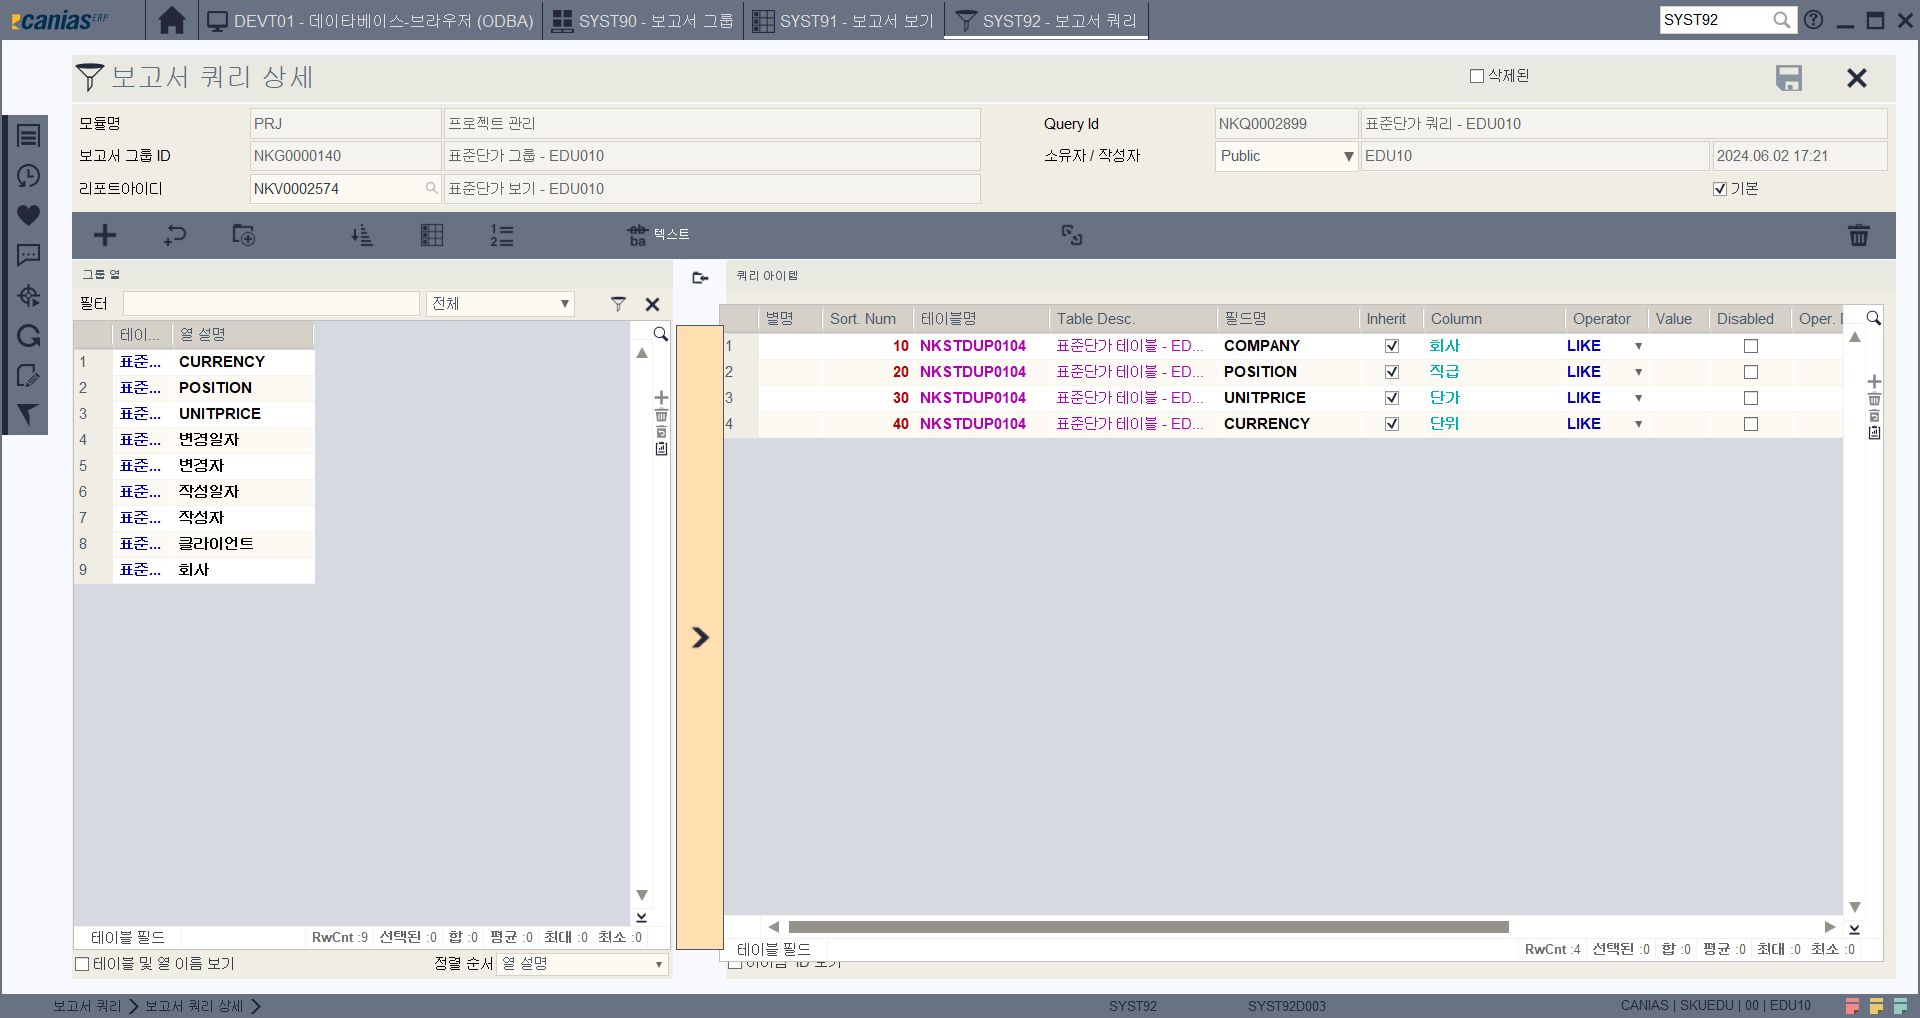 canias ERP DEVT01 - 데이타베이스-브라우저 (ODBA) SYST90 - 보고서 그룹 SYST91 - 보고서 보기 SYST92 - 보고서 쿼리 SYST92
보고서 쿼리 상세 삭제된
모듈명 PRJ 프로젝트 관리 Query Id NKQ0002899 표준단가 쿼리 - EDU010
보고서 그룹 ID NKG0000140 표준단가 그룹 - EDU010 소유자 / 작성자 Public EDU10 2024.06.02 17:21
리포트아이디 NKV0002574 표준단가 보기 - EDU010 기본
텍스트
그룹 열
필터 전체
테이... 열 설명
1 표준... CURRENCY
2 표준... POSITION
3 표준... UNITPRICE
4 표준... 변경일자
5 표준... 변경자
6 표준... 작성일자
7 표준... 작성자
8 표준... 클라이언트
9 표준... 회사
테이블 필드 RwCnt :9 선택된 :0 합 :0 평균 :0 최대 :0 최소 :0
테이블 및 열 이름 보기 정렬 순서 열 설명
쿼리 아이템
별명 Sort. Num 테이블명 Table Desc. 필드명 Inherit Column Operator Value Disabled Oper.
1 10 NKSTDUP0104 표준단가 테이블 - ED... COMPANY 회사 LIKE
2 20 NKSTDUP0104 표준단가 테이블 - ED... POSITION 직급 LIKE
3 30 NKSTDUP0104 표준단가 테이블 - ED... UNITPRICE 단가 LIKE
4 40 NKSTDUP0104 표준단가 테이블 - ED... CURRENCY 단위 LIKE
테이블 필드 RwCnt :4 선택된 :0 합 :0 평균 :0 최대 :0 최소 :0
보고서 쿼리 보고서 쿼리 상세 SYST92 SYST92D003 CANIAS | SKUEDU | 00 | EDU10